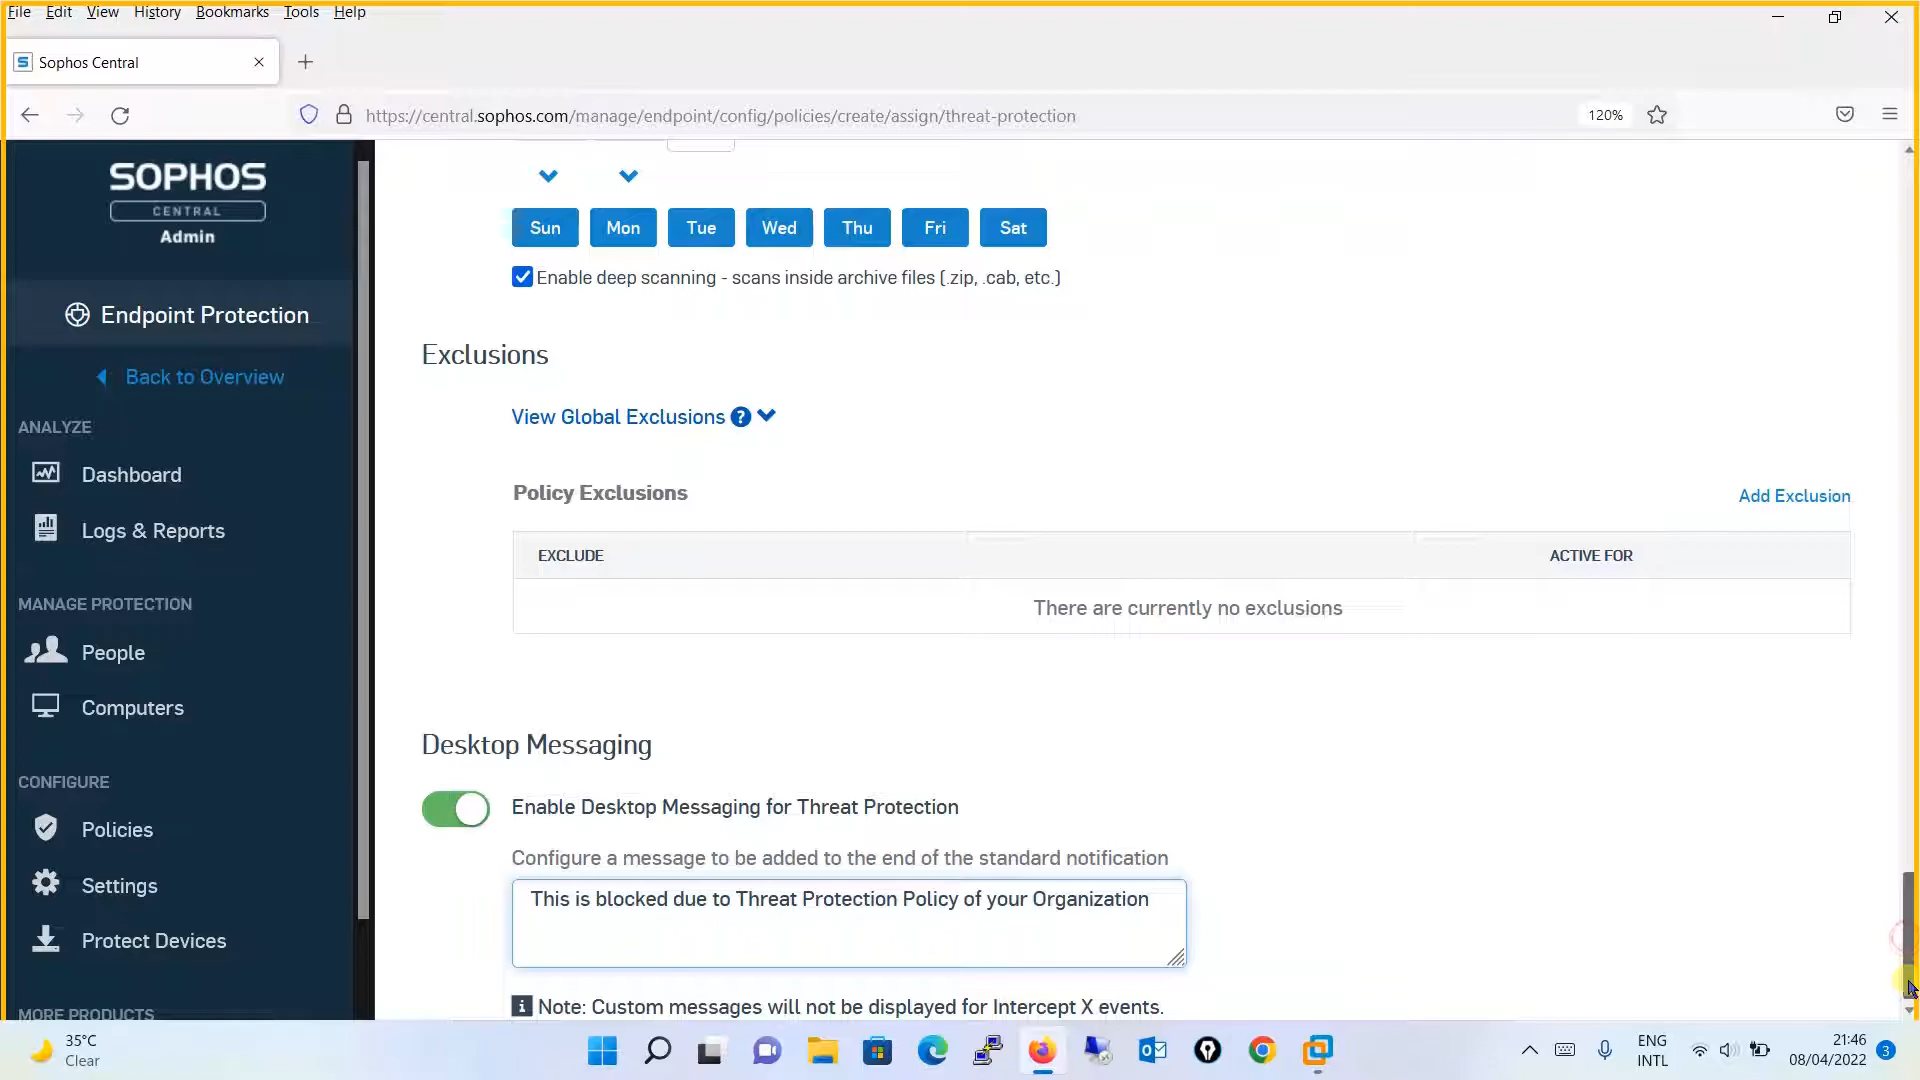 File Edit View History Bookmarks Tools Help
S Sophos Central
https://central.sophos.com/manage/endpoint/config/policies/create/assign/threat-protection
120%
SOPHOS
CENTRAL
Admin
Endpoint Protection
Back to Overview
ANALYZE
Dashboard
Logs & Reports
MANAGE PROTECTION
People
Computers
CONFIGURE
Policies
Settings
Protect Devices
MORE PRODUCTS
Sun Mon Tue Wed Thu Fri Sat
Enable deep scanning - scans inside archive files (.zip, .cab, etc.)
Exclusions
View Global Exclusions ?
Policy Exclusions
Add Exclusion
EXCLUDE ACTIVE FOR
There are currently no exclusions
Desktop Messaging
Enable Desktop Messaging for Threat Protection
Configure a message to be added to the end of the standard notification
This is blocked due to Threat Protection Policy of your Organization
i Note: Custom messages will not be displayed for Intercept X events.
35°C
Clear
ENG
INTL
21:46
08/04/2022
3